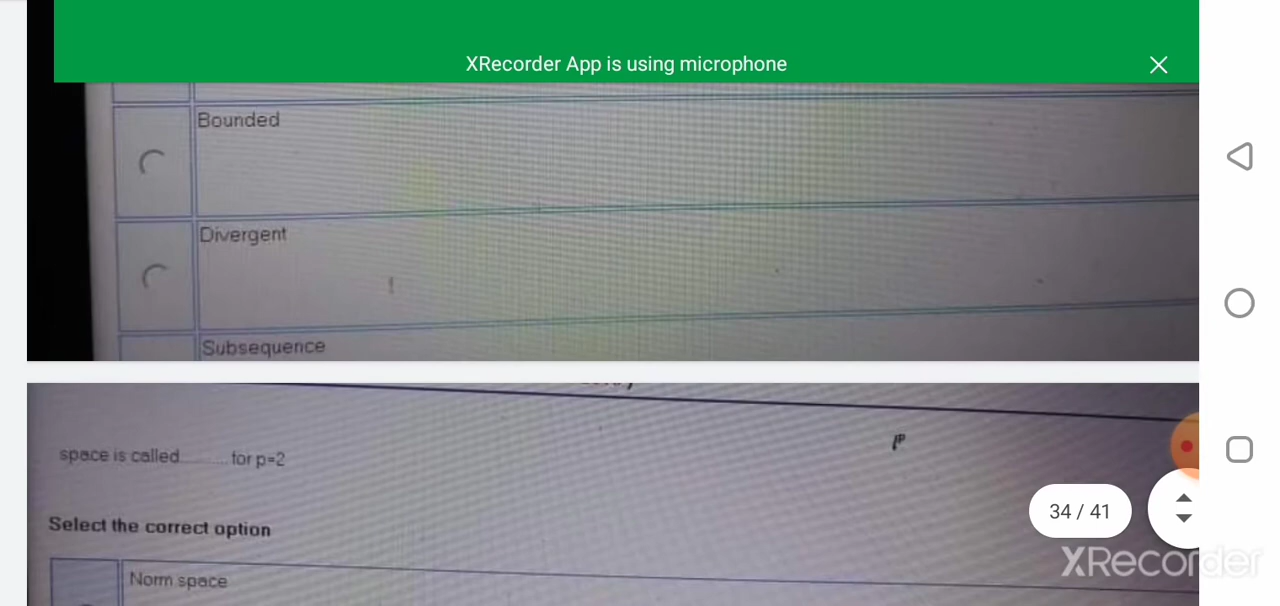 XRecorder App is using microphone
Bounded
Divergent
Subsequence
lᵖ
space is called.......... for p=2
Select the correct option
34 / 41
Norm space
XRecorder